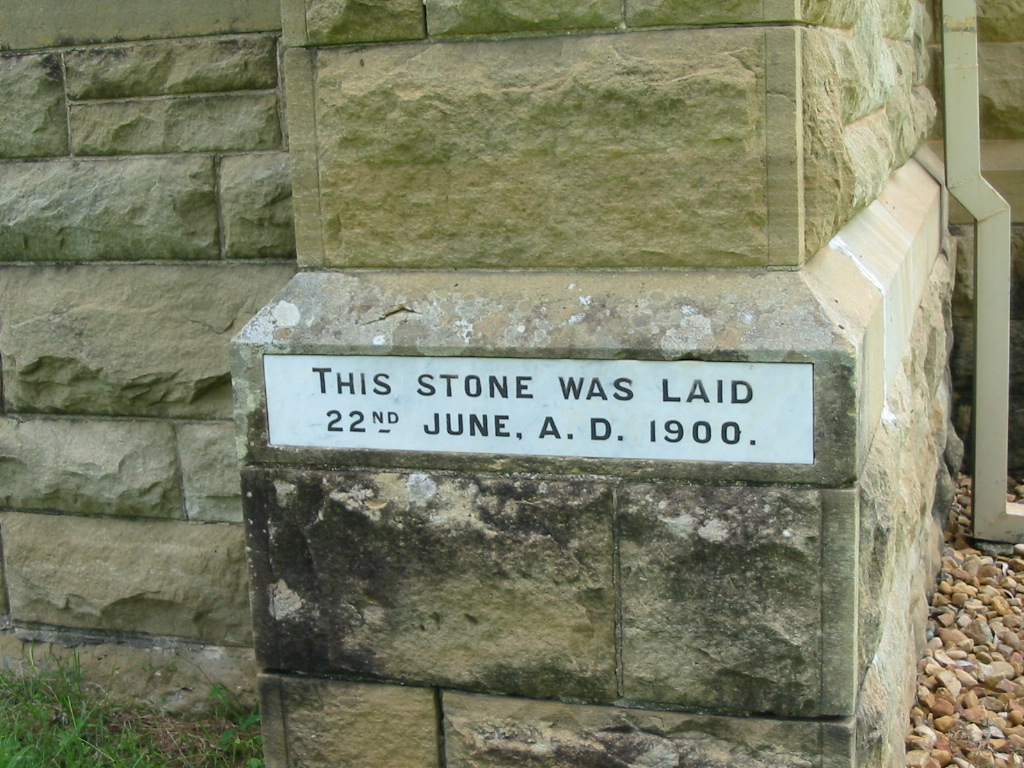 THIS STONE WAS LAID
22ND JUNE, A. D. 1900.